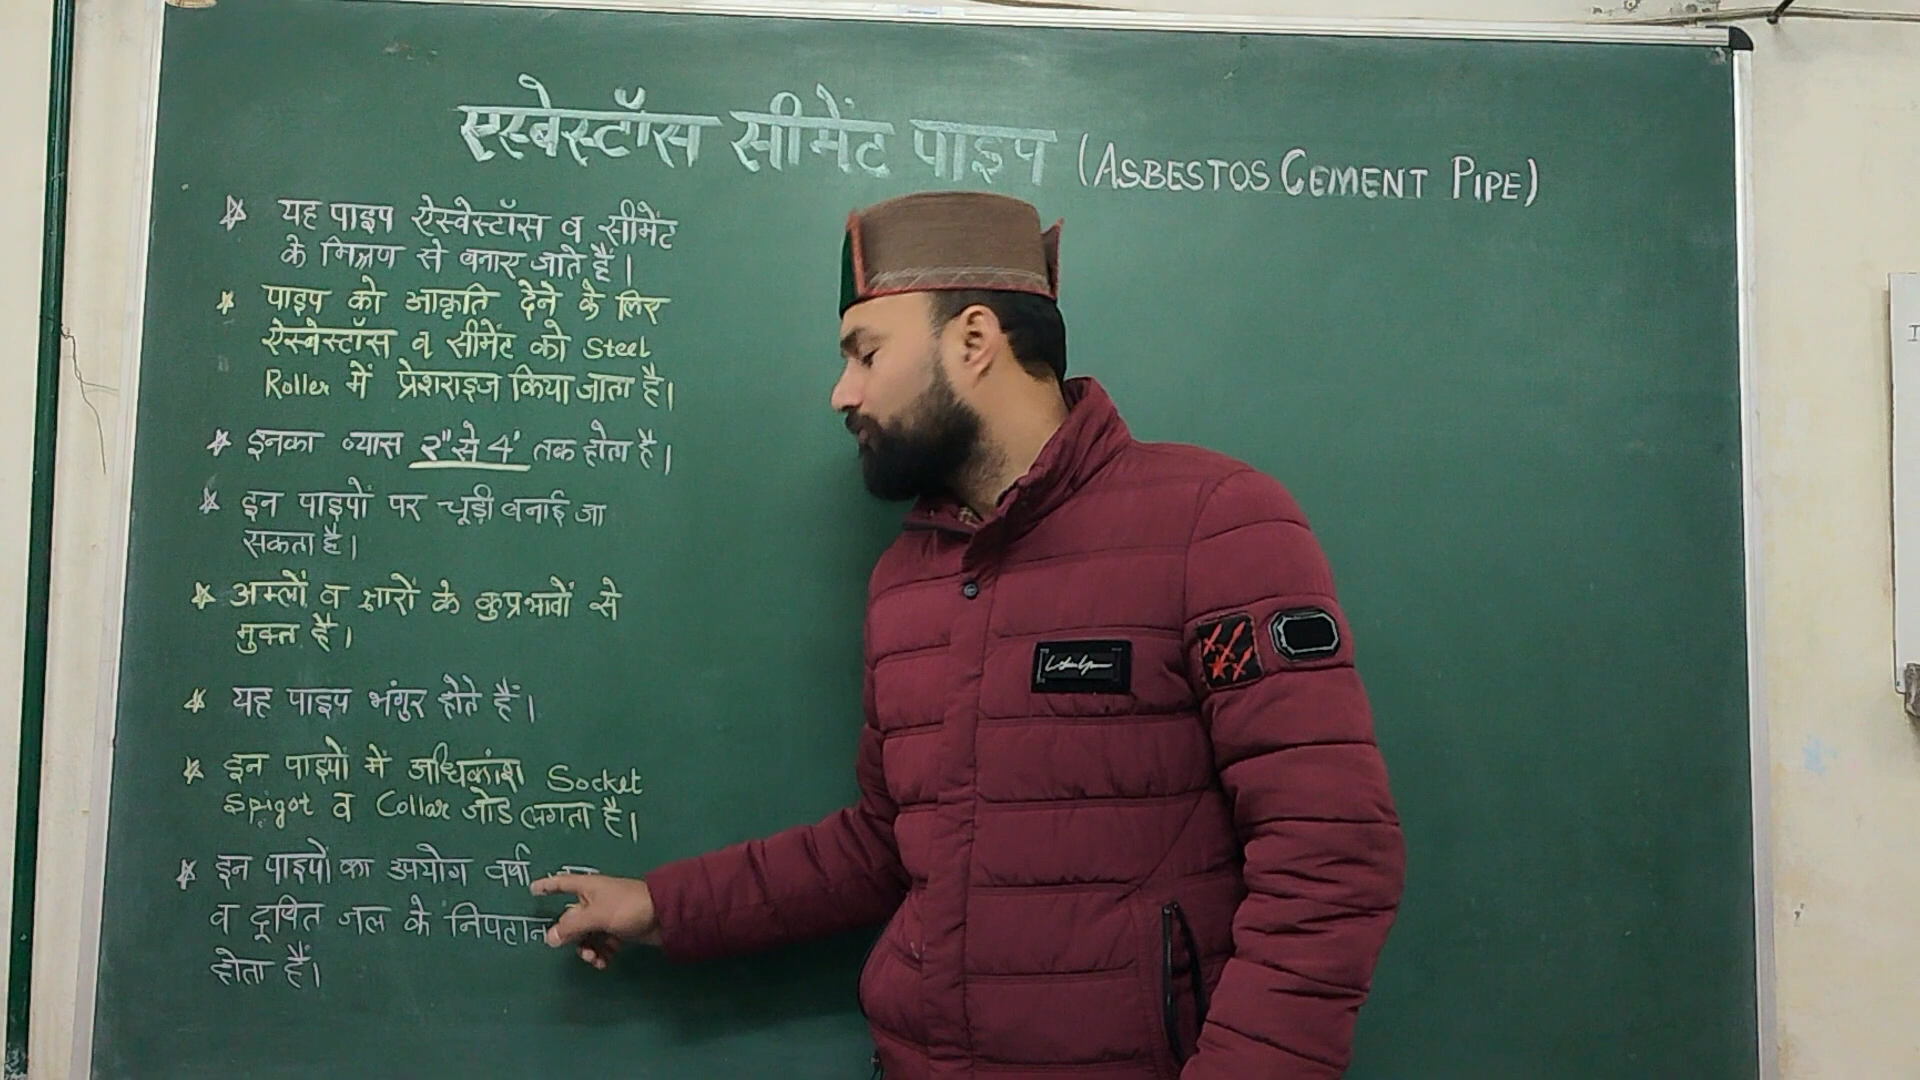 एस्बेस्टॉस सीमेंट पाइप (ASBESTOS CEMENT PIPE)
☆ यह पाइप ऐस्वेस्टॉस व सीमेंट
के मिश्रण से बनाए जाते हैं।
☆ पाइप को आकृति देने के लिए
ऐस्वेस्टॉस व सीमेंट को Steel
Roller में प्रेशराइज किया जाता है।
☆ इनका व्यास 2" से 4' तक होता है।
☆ इन पाइपों पर चूड़ी बनाई जा
सकता है।
☆ अम्लों व क्षारों के कुप्रभावों से
मुक्त हैं।
☆ यह पाइप भंगुर होते हैं।
☆ इन पाइपों में अधिकांश Socket
Spigot व Collar जोड लगता है।
☆ इन पाइपों का उपयोग वर्षा
व दूषित जल के निपटान
होता हैं।